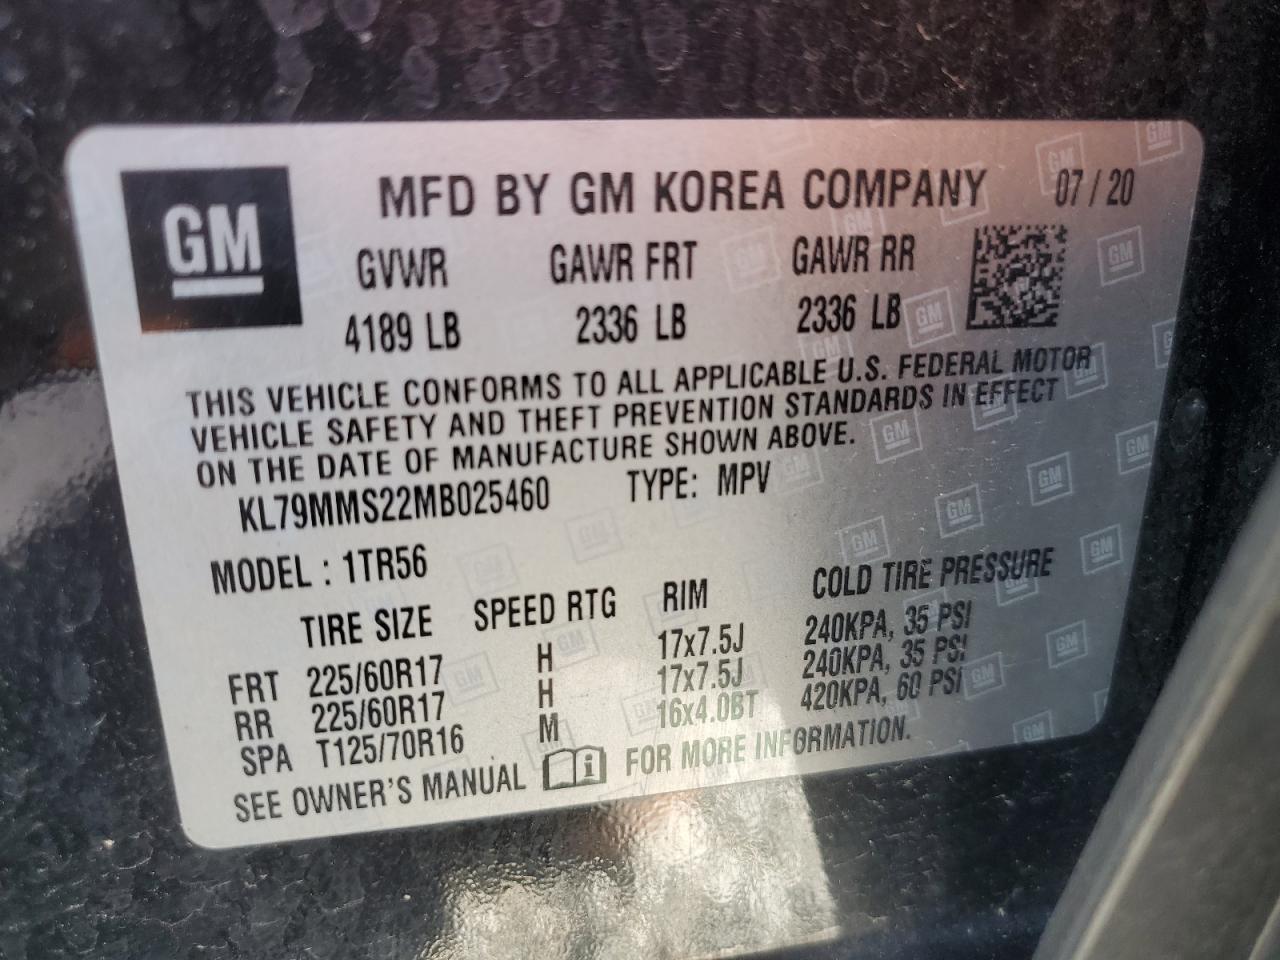 GM
MFD BY GM KOREA COMPANY 07/20
GVWR GAWR FRT GAWR RR
4189 LB 2336 LB 2336 LB
THIS VEHICLE CONFORMS TO ALL APPLICABLE U.S. FEDERAL MOTOR
VEHICLE SAFETY AND THEFT PREVENTION STANDARDS IN EFFECT
ON THE DATE OF MANUFACTURE SHOWN ABOVE.
KL79MMS22MB025460 TYPE: MPV
MODEL : 1TR56
TIRE SIZE SPEED RTG RIM COLD TIRE PRESSURE
FRT 225/60R17 H 17x7.5J 240KPA, 35 PSI
RR 225/60R17 H 17x7.5J 240KPA, 35 PSI
SPA T125/70R16 M 16x4.0BT 420KPA, 60 PSI
SEE OWNER'S MANUAL FOR MORE INFORMATION.